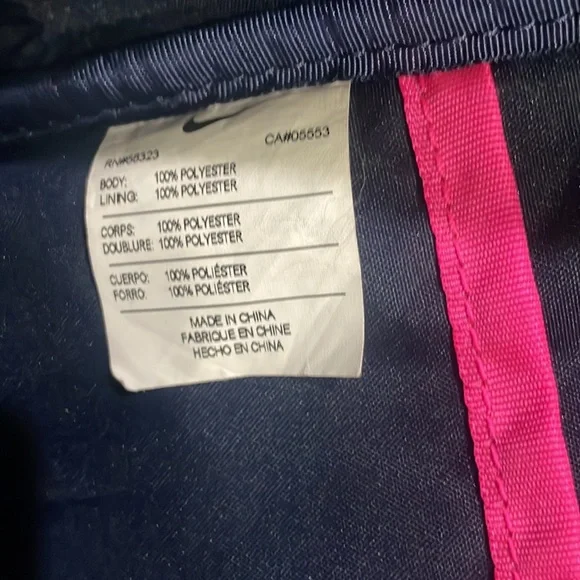 RN#56323
CA#05553
BODY: 100% POLYESTER
LINING: 100% POLYESTER
CORPS: 100% POLYESTER
DOUBLURE: 100% POLYESTER
CUERPO: 100% POLIÉSTER
FORRO: 100% POLIÉSTER
MADE IN CHINA
FABRIQUE EN CHINE
HECHO EN CHINA